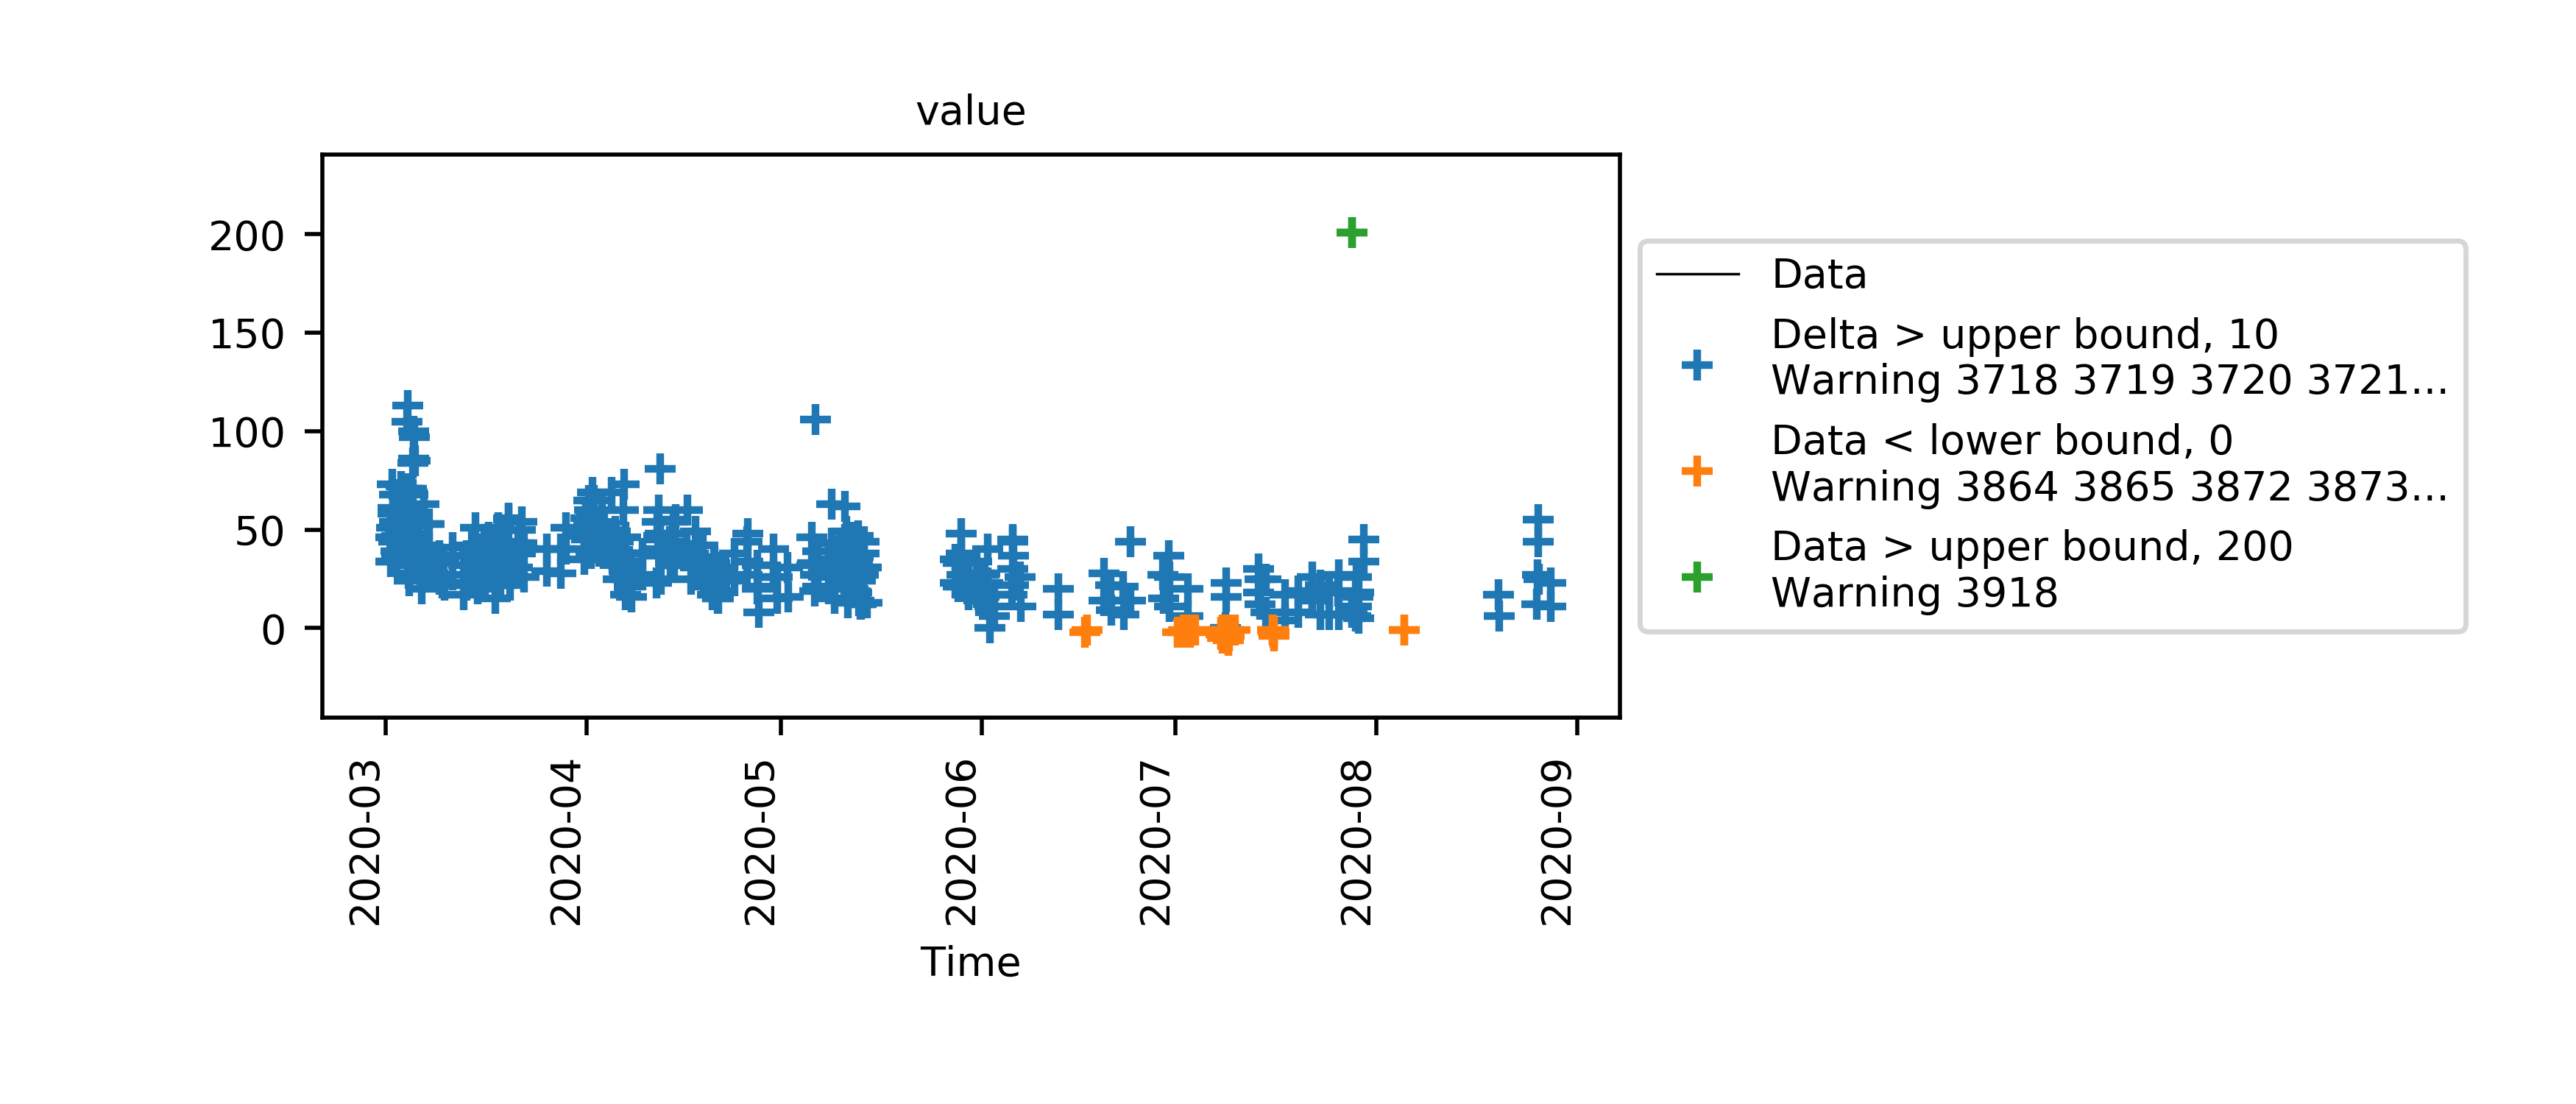 value
200
150
100
50
0
2020-03
2020-04
2020-05
2020-06
2020-07
2020-08
2020-09
Time
Data
Delta > upper bound, 10
Warning 3718 3719 3720 3721...
Data < lower bound, 0
Warning 3864 3865 3872 3873...
Data > upper bound, 200
Warning 3918